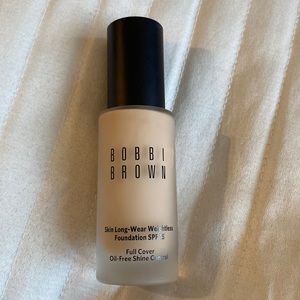 BOBBI
BROWN
Skin Long-Wear Weightless
Foundation SPF 15
Full Cover
Oil-Free Shine Control